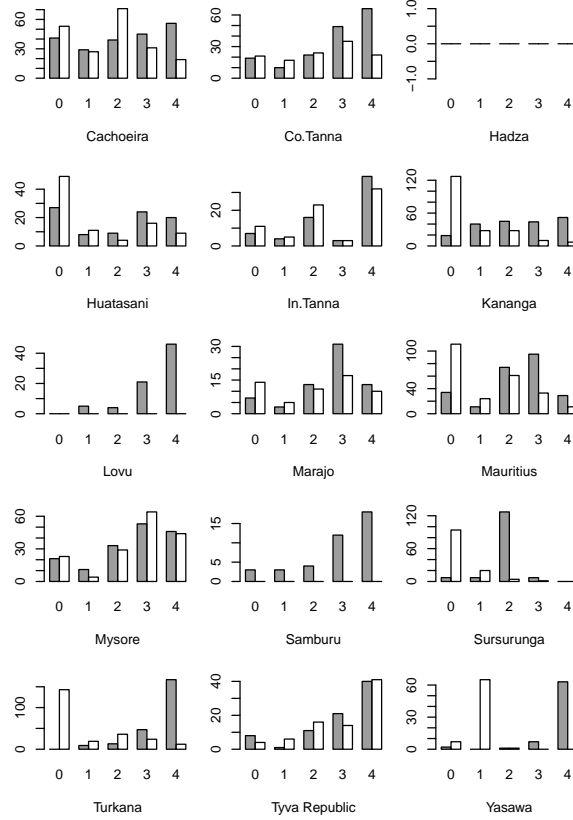 0 30 60
0 1 2 3 4
Cachoeira
0 30 60
0 1 2 3 4
Co.Tanna
−1.0 0.0 1.0
0 1 2 3 4
Hadza
0 20 40
0 1 2 3 4
Huatasani
0 20
0 1 2 3 4
In.Tanna
0 60 120
0 1 2 3 4
Kananga
0 20 40
0 1 2 3 4
Lovu
0 15 30
0 1 2 3 4
Marajo
0 40 100
0 1 2 3 4
Mauritius
0 30 60
0 1 2 3 4
Mysore
0 5 15
0 1 2 3 4
Samburu
0 60 120
0 1 2 3 4
Sursurunga
0 100
0 1 2 3 4
Turkana
0 20 40
0 1 2 3 4
Tyva Republic
0 30 60
0 1 2 3 4
Yasawa